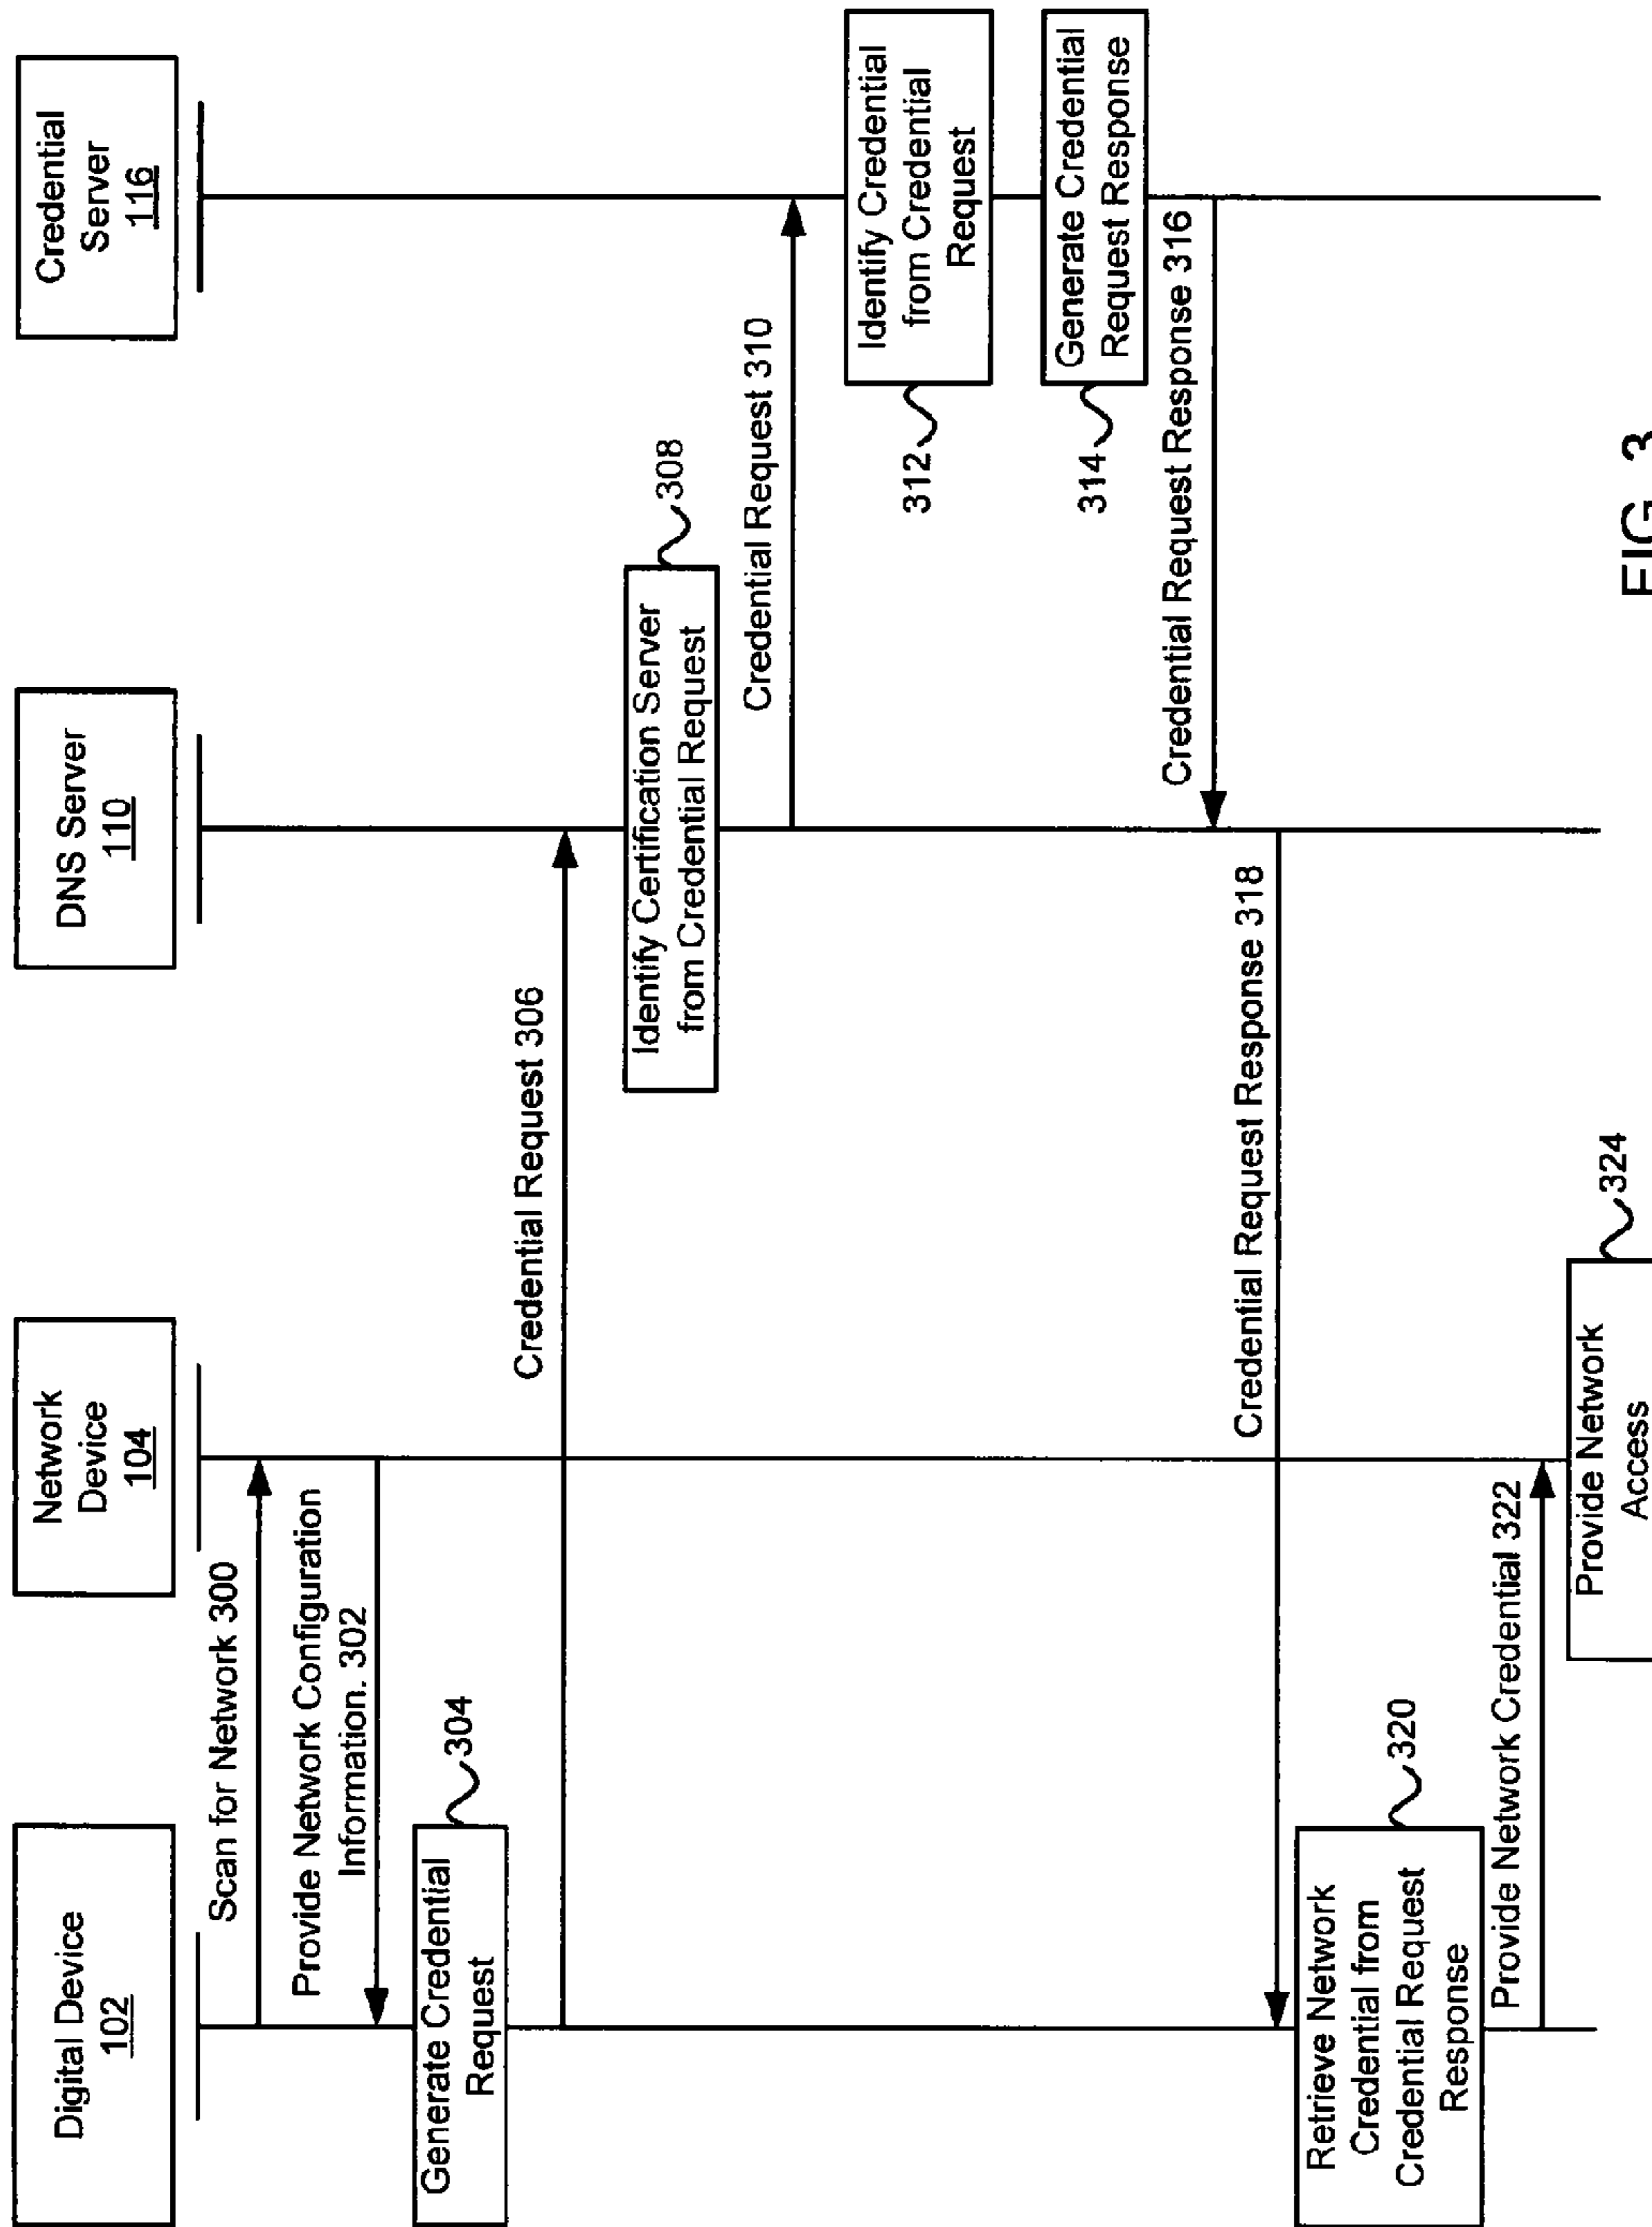 Digital Device
102
Network
Device
104
DNS Server
110
Credential
Server
116
Scan for Network 300
Provide Network Configuration
Information. 302
Generate Credential
Request
304
Credential Request 306
Identify Certification Server
from Credential Request
308
Credential Request 310
Identify Credential
from Credential
Request
312
Generate Credential
Request Response
314
Credential Request Response 316
Credential Request Response 318
Retrieve Network
Credential from
Credential Request
Response
320
Provide Network Credential 322
Provide Network
Access
324
FIG. 3